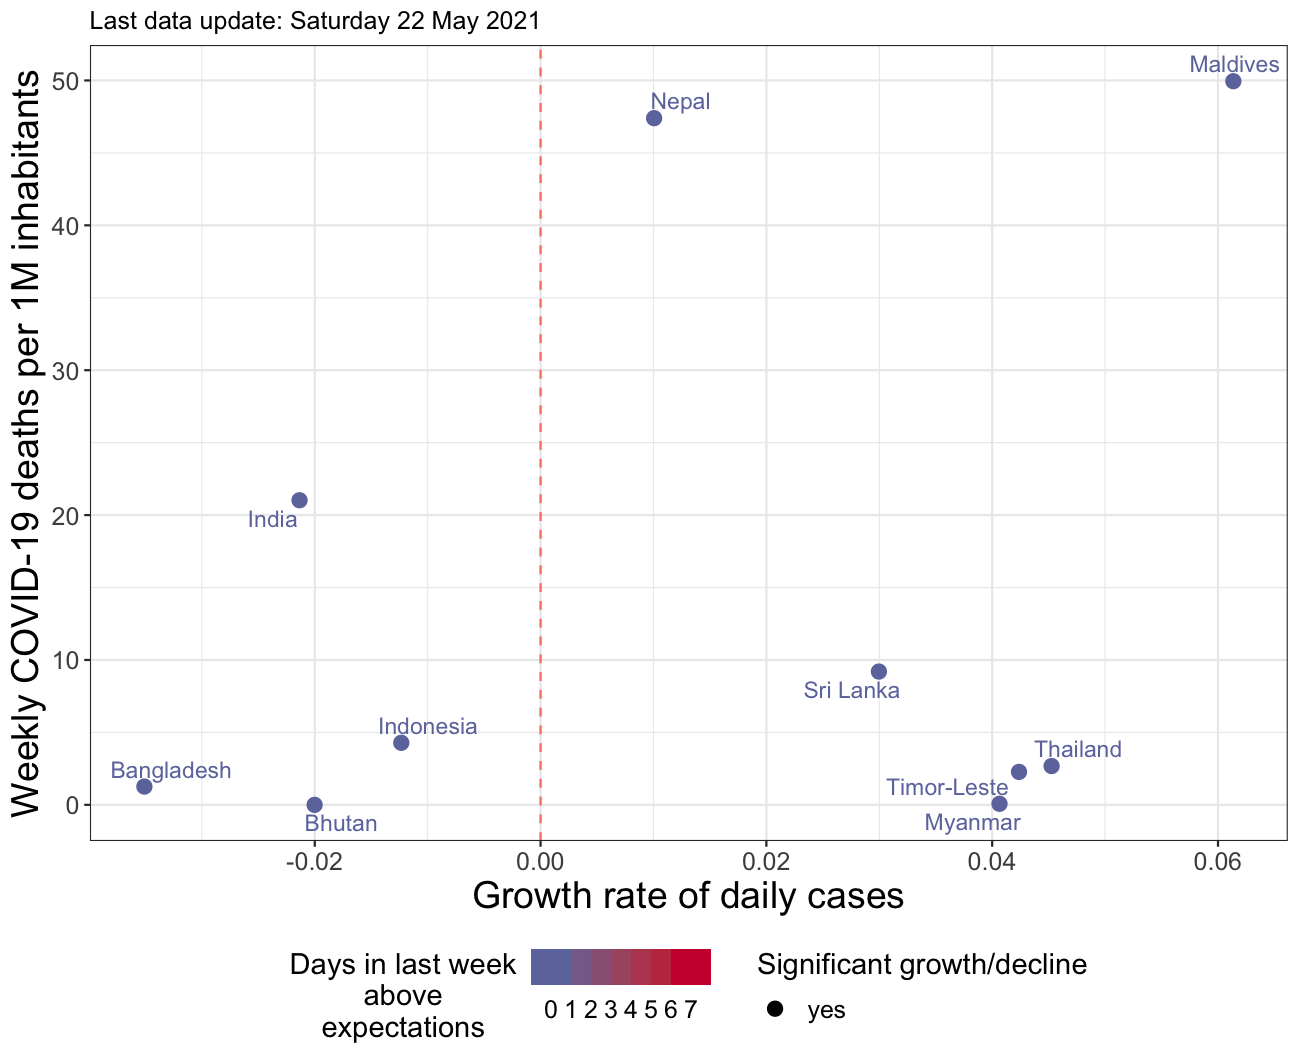 Last data update: Saturday 22 May 2021
Weekly COVID-19 deaths per 1M inhabitants
50
40
30
20
10
0
Maldives
Nepal
India
Sri Lanka
Indonesia
Thailand
Bangladesh
Timor-Leste
Bhutan
Myanmar
-0.02 0.00 0.02 0.04 0.06
Growth rate of daily cases
Days in last week
above
expectations
0 1 2 3 4 5 6 7
Significant growth/decline
yes